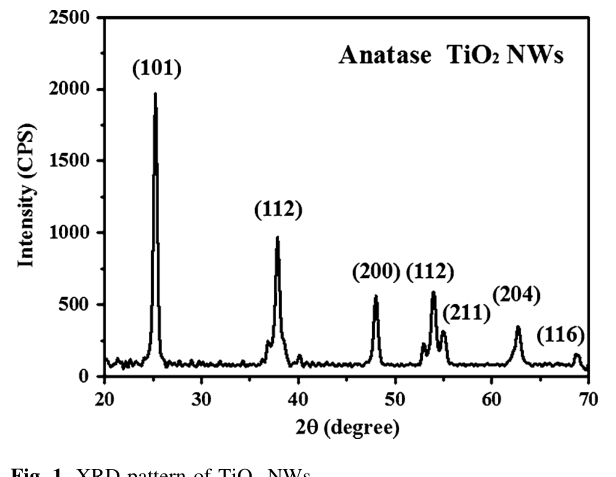 2500
2000
1500
1000
500
0
Intensity (CPS)
Anatase TiO2 NWs
(101)
(112)
(200) (112)
(211)
(204)
(116)
20 30 40 50 60 70
2θ (degree)
Fig. 1 XRD pattern of TiO NWs